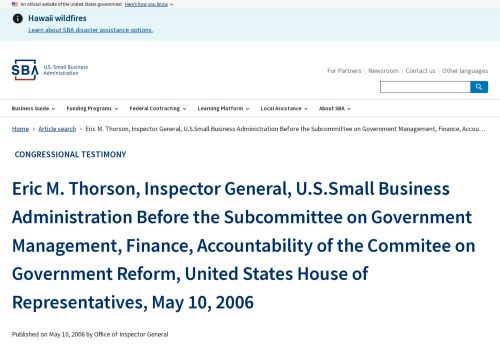 An official website of the United States government Here's how you know
Hawaii wildfires
Learn about SBA disaster assistance options.
SBA
U.S. Small Business
Administration
For Partners Newsroom Contact us Other languages
Business Guide Funding Programs Federal Contracting Learning Platform Local Assistance About SBA
Home Article search Eric M. Thorson, Inspector General, U.S.Small Business Administration Before the Subcommittee on Government Management, Finance, Accou…
CONGRESSIONAL TESTIMONY
Eric M. Thorson, Inspector General, U.S.Small Business
Administration Before the Subcommittee on Government
Management, Finance, Accountability of the Commitee on
Government Reform, United States House of
Representatives, May 10, 2006
Published on May 10, 2006 by Office of Inspector General